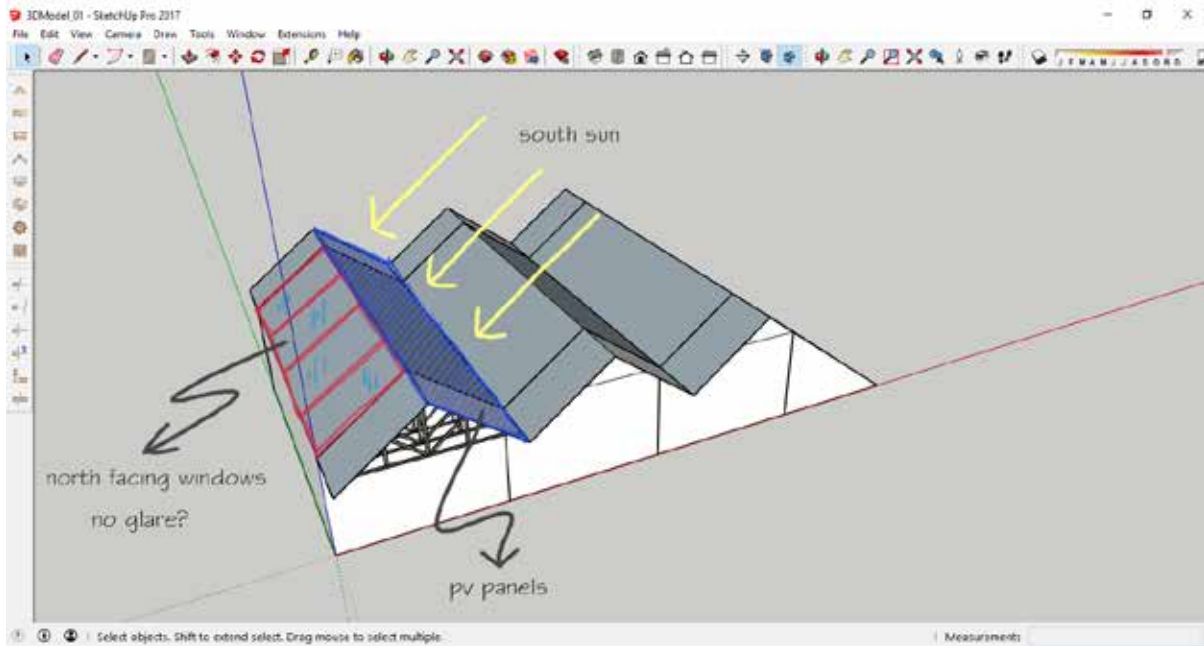 3DModel_01 - SketchUp Pro 2017
File Edit View Camera Draw Tools Window Extensions Help
J F M A M J J A S O N D
south sun
north facing windows
no glare?
pv panels
Select objects. Shift to extend select. Drag mouse to select multiple.
Measurements